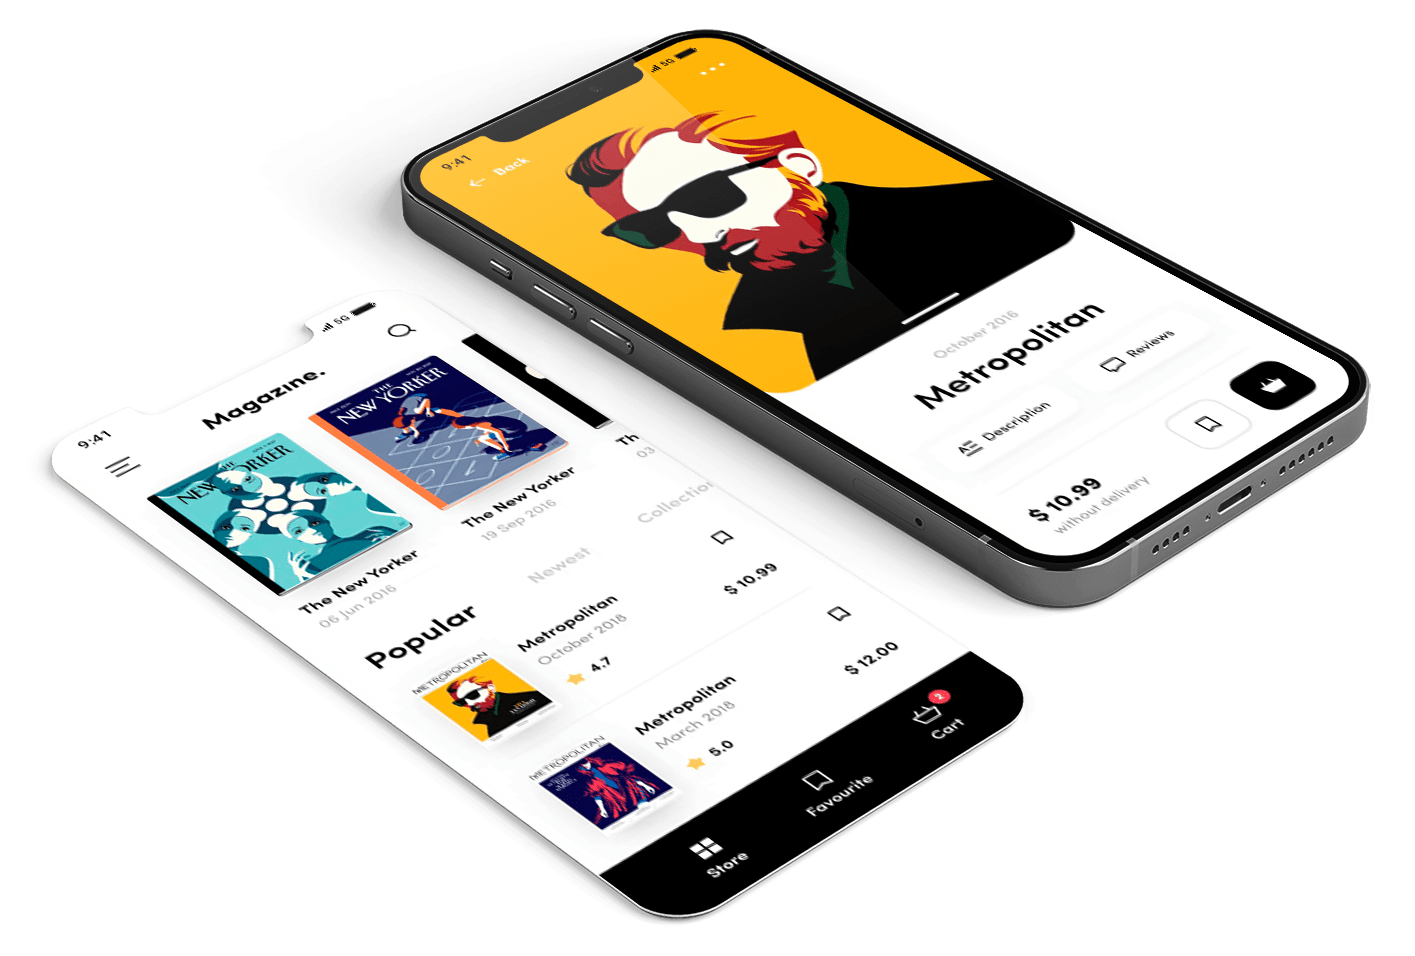 9:41
5G
Magazine.
THE
NEW YORKER
THE
NEW YORKER
The New Yorker
06 Jun 2016
The New Yorker
19 Sep 2016
Th
03
Popular
Newest
Collection
METROPOLITAN
Metropolitan
October 2018
4.7
$ 10.99
METROPOLITAN
Metropolitan
March 2018
5.0
$ 12.00
Store
Favourite
Cart
2
9:41
5G
Back
October 2016
Metropolitan
Description
Reviews
$ 10.99
without delivery